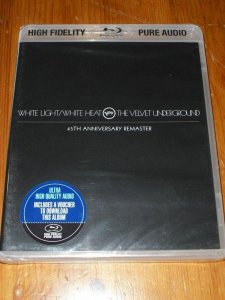 HIGH FIDELITY PURE AUDIO
WHITE LIGHT/WHITE HEAT Verve THE VELVET UNDERGROUND
45TH ANNIVERSARY REMASTER
ULTRA
HIGH QUALITY AUDIO
INCLUDES A VOUCHER
TO DOWNLOAD
THIS ALBUM